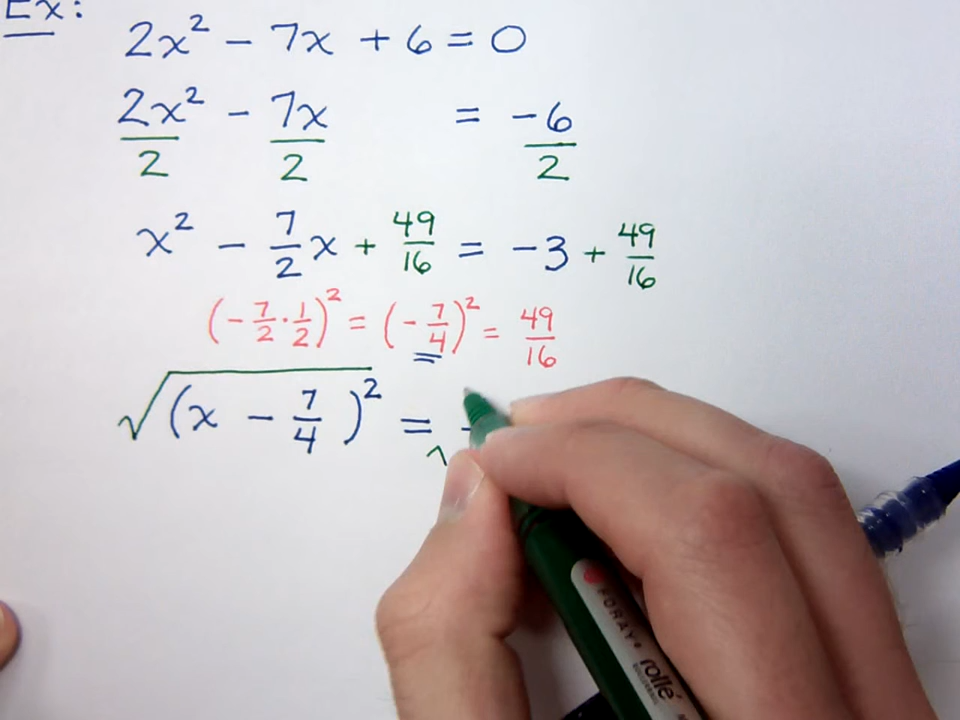 Ex:
2x² - 7x + 6 = 0
2x²/2 - 7x/2 = -6/2
x² - 7/2 x + 49/16 = -3 + 49/16
(-7/2 · 1/2)² = (-7/4)² = 49/16
√(x - 7/4)² =
FORAY
rolle